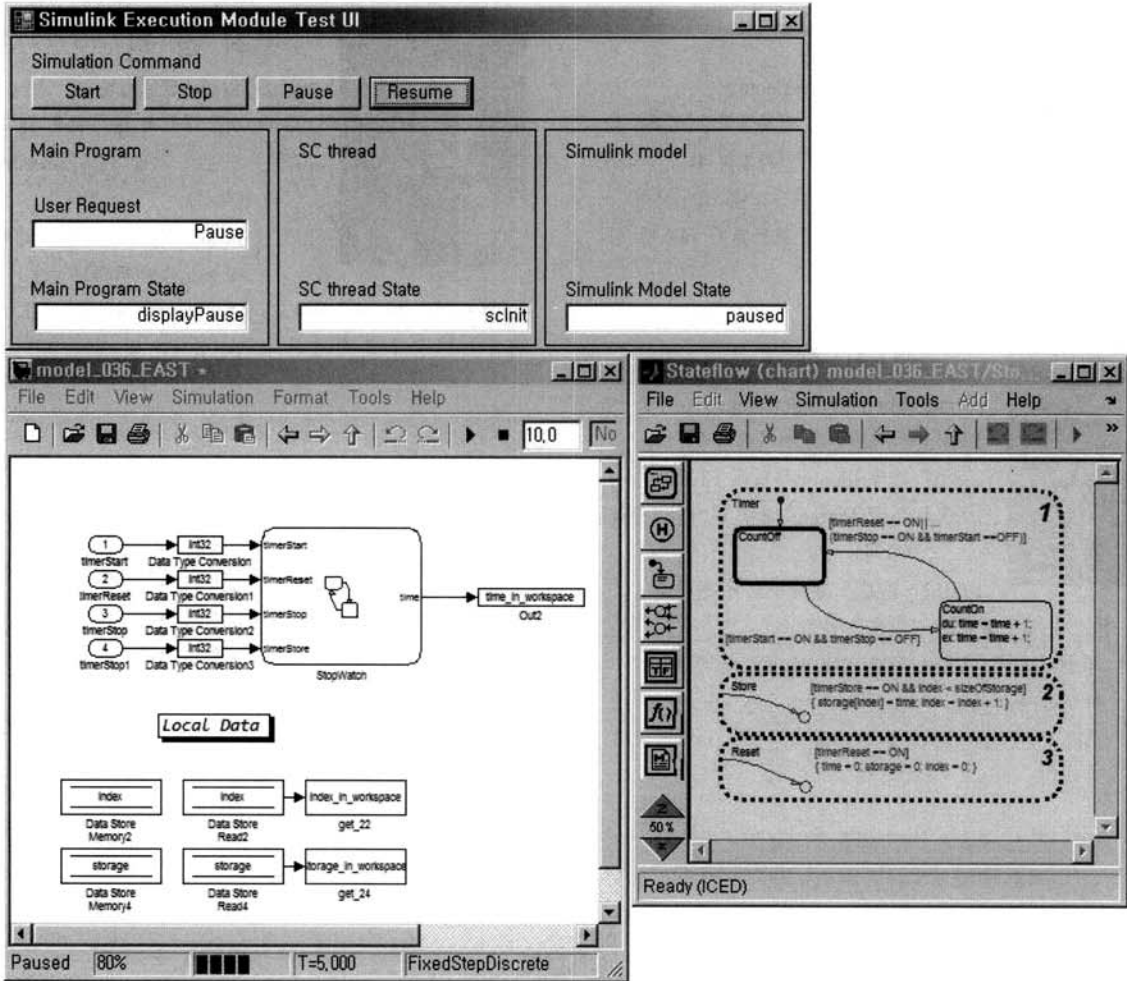 Simulink Execution Module Test UI
Simulation Command
Start Stop Pause Resume
Main Program SC thread Simulink model
User Request
Pause
Main Program State SC thread State Simulink Model State
displayPause scInit paused
model_036_EAST *
File Edit View Simulation Format Tools Help
10,0 No
1 Int32 timerStart
timerStart Data Type Conversion
2 Int32 timerReset
timerReset Data Type Conversion1
time time_in_workspace
Out2
3 Int32 timerStop
timerStop Data Type Conversion2
4 Int32 timerStore
timerStop1 Data Type Conversion3
StopWatch
Local Data
index index index_in_workspace
Data Store Data Store get_22
Memory2 Read2
storage storage torage_in_workspace
Data Store Data Store get_24
Memory4 Read4
Paused 80% T=5,000 FixedStepDiscrete
Stateflow (chart) model_036_EAST/Sto...
File Edit View Simulation Tools Add Help
Timer 1
[timerReset == ON|| ...
CountOff (timerStop == ON && timerStart ==OFF)]
CountOn
du: time = time + 1;
[timerStart == ON && timerStop == OFF] ex: time = time + 1;
Store [timerStore == ON && index < sizeOfStorage] 2
{ storage[index] = time; index = index + 1; }
Reset [timerReset == ON] 3
{ time = 0; storage = 0; index = 0; }
50 %
Ready (ICED)